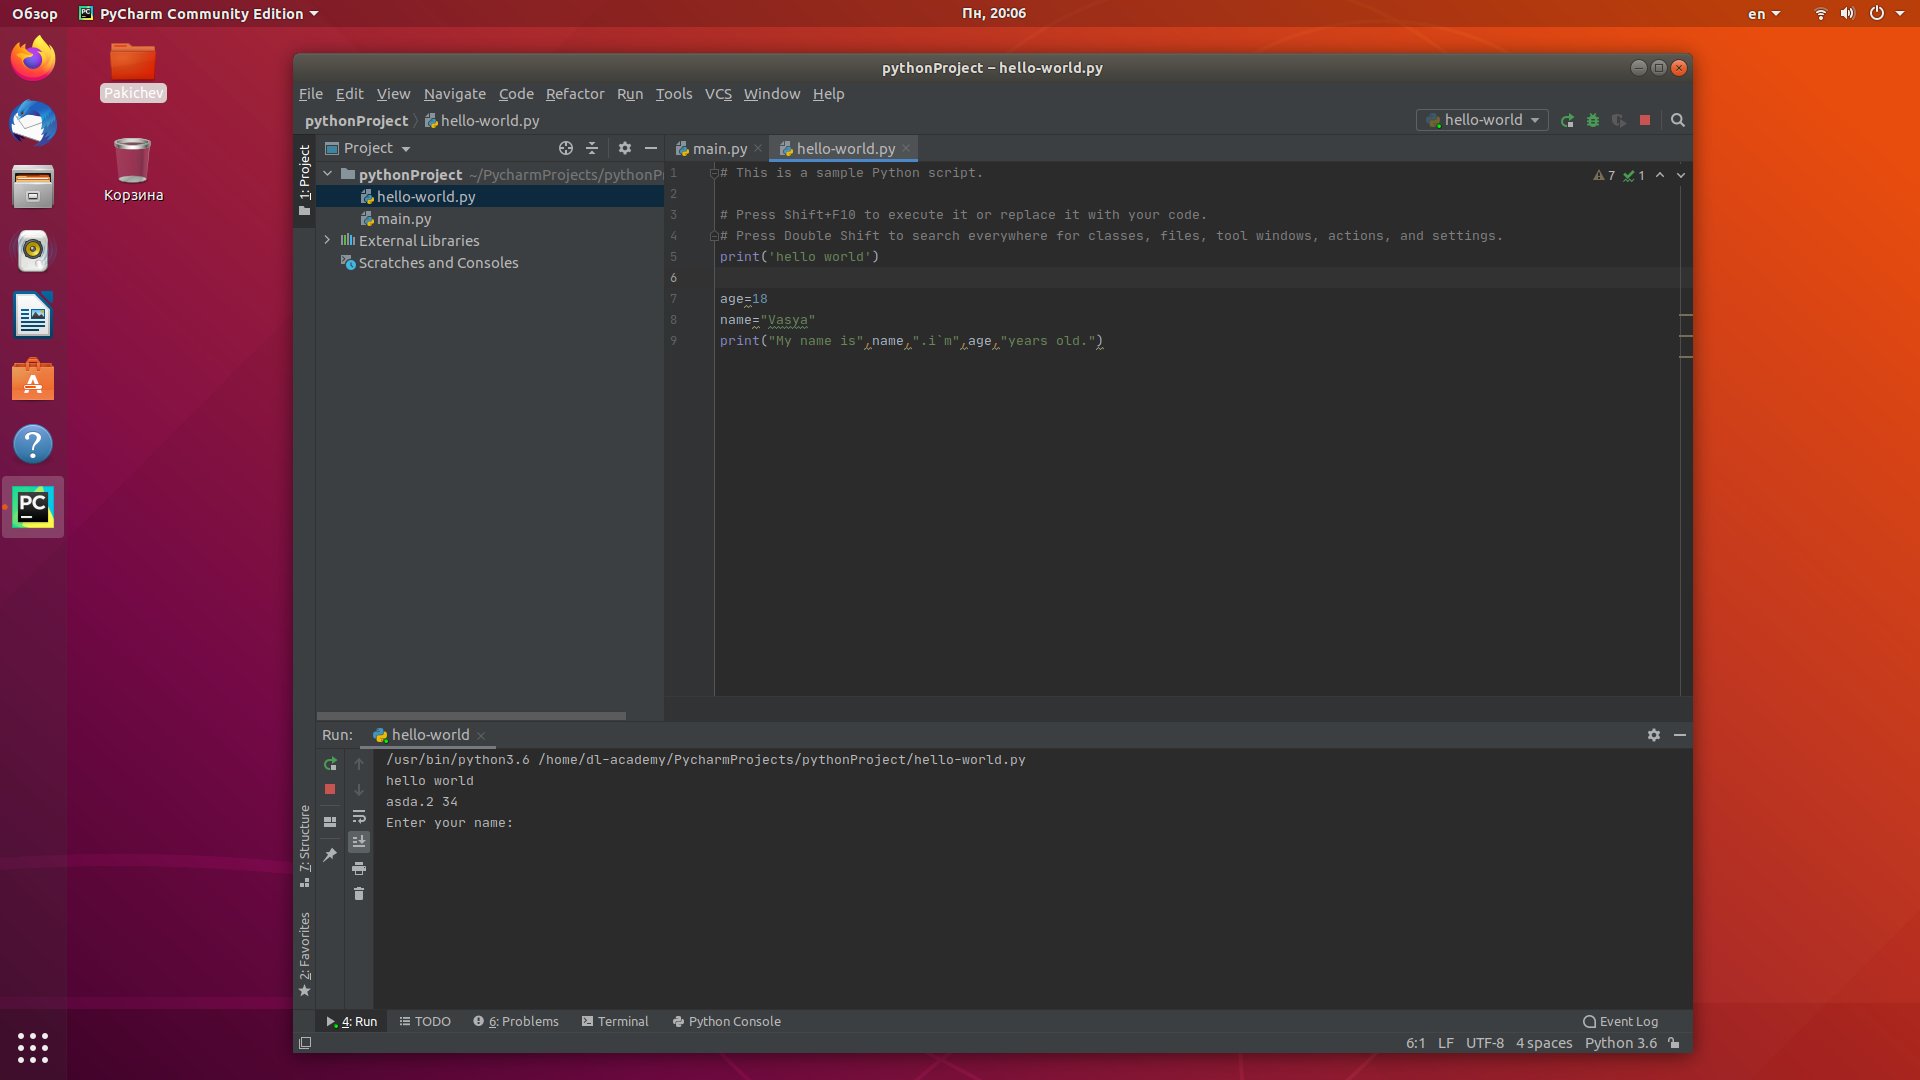 Обзор PyCharm Community Edition Пн, 20:06 en
Pakichev
Корзина
pythonProject – hello-world.py
File Edit View Navigate Code Refactor Run Tools VCS Window Help
pythonProject hello-world.py hello-world
1: Project
Project
pythonProject ~/PycharmProjects/pythonP
hello-world.py
main.py
External Libraries
Scratches and Consoles
main.py hello-world.py
7 1
1 # This is a sample Python script.
2
3 # Press Shift+F10 to execute it or replace it with your code.
4 # Press Double Shift to search everywhere for classes, files, tool windows, actions, and settings.
5 print('hello world')
6
7 age=18
8 name="Vasya"
9 print("My name is",name,".i`m",age,"years old.")
Run: hello-world
/usr/bin/python3.6 /home/dl-academy/PycharmProjects/pythonProject/hello-world.py
hello world
asda.2 34
Enter your name:
7: Structure
2: Favorites
4: Run TODO 6: Problems Terminal Python Console Event Log
6:1 LF UTF-8 4 spaces Python 3.6
PC